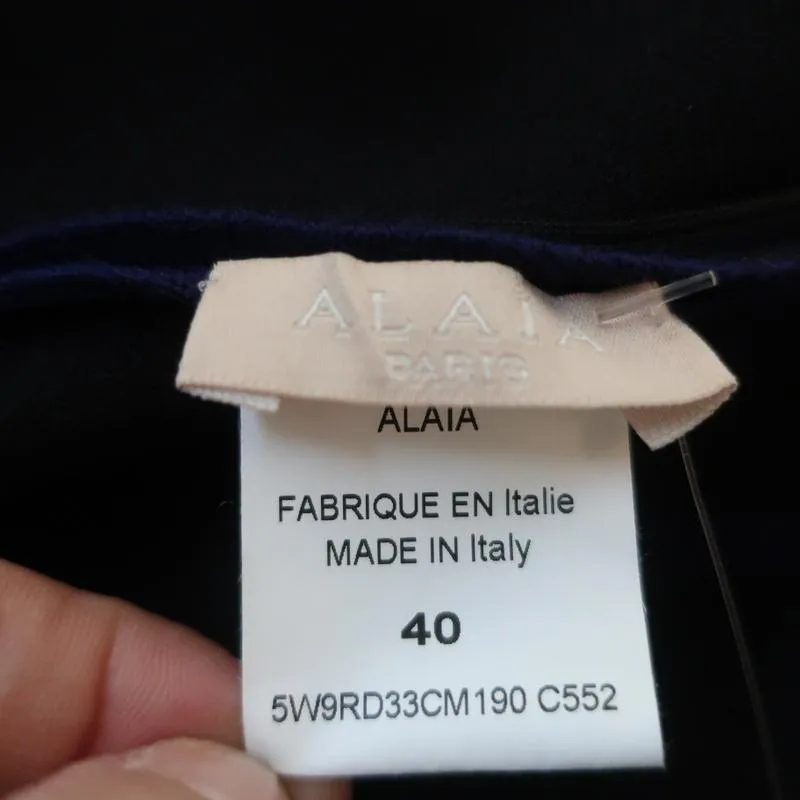 ALAIA
PARIS
ALAIA
FABRIQUE EN Italie
MADE IN Italy
40
5W9RD33CM190 C552